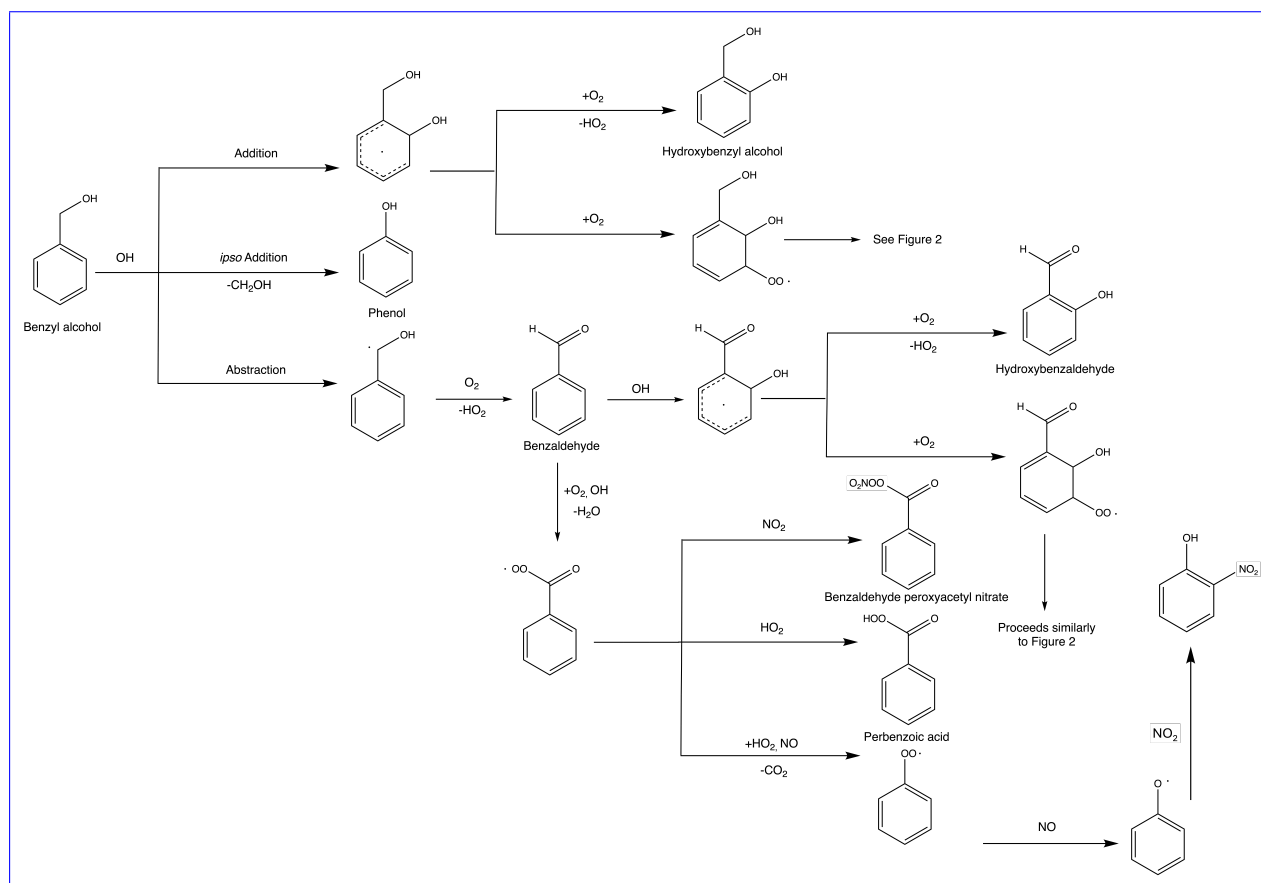 OH
OH
+O₂
-HO₂
Hydroxybenzyl alcohol
OH
OH
Addition
OH
OH
+O₂
OO·
See Figure 2
OH
Benzyl alcohol
OH
ipso Addition
-CH₂OH
OH
Phenol
Abstraction
OH
O₂
-HO₂
H
O
Benzaldehyde
OH
H
O
OH
+O₂
-HO₂
H
O
OH
Hydroxybenzaldehyde
+O₂
H
O
OH
OO·
Proceeds similarly
to Figure 2
+O₂, OH
-H₂O
· OO
O
NO₂
O₂NOO
O
Benzaldehyde peroxyacetyl nitrate
HO₂
HOO
O
Perbenzoic acid
+HO₂, NO
-CO₂
OO·
NO
O·
NO₂
OH
NO₂